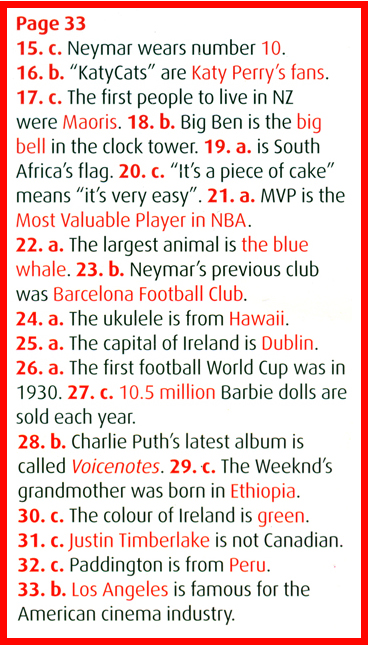 Page 33
15. c. Neymar wears number 10.
16. b. “KatyCats” are Katy Perry’s fans.
17. c. The first people to live in NZ
were Maoris. 18. b. Big Ben is the big
bell in the clock tower. 19. a. is South
Africa’s flag. 20. c. “It’s a piece of cake”
means “it’s very easy”. 21. a. MVP is the
Most Valuable Player in NBA.
22. a. The largest animal is the blue
whale. 23. b. Neymar’s previous club
was Barcelona Football Club.
24. a. The ukulele is from Hawaii.
25. a. The capital of Ireland is Dublin.
26. a. The first football World Cup was in
1930. 27. c. 10.5 million Barbie dolls are
sold each year.
28. b. Charlie Puth’s latest album is
called Voicenotes. 29. c. The Weeknd’s
grandmother was born in Ethiopia.
30. c. The colour of Ireland is green.
31. c. Justin Timberlake is not Canadian.
32. c. Paddington is from Peru.
33. b. Los Angeles is famous for the
American cinema industry.